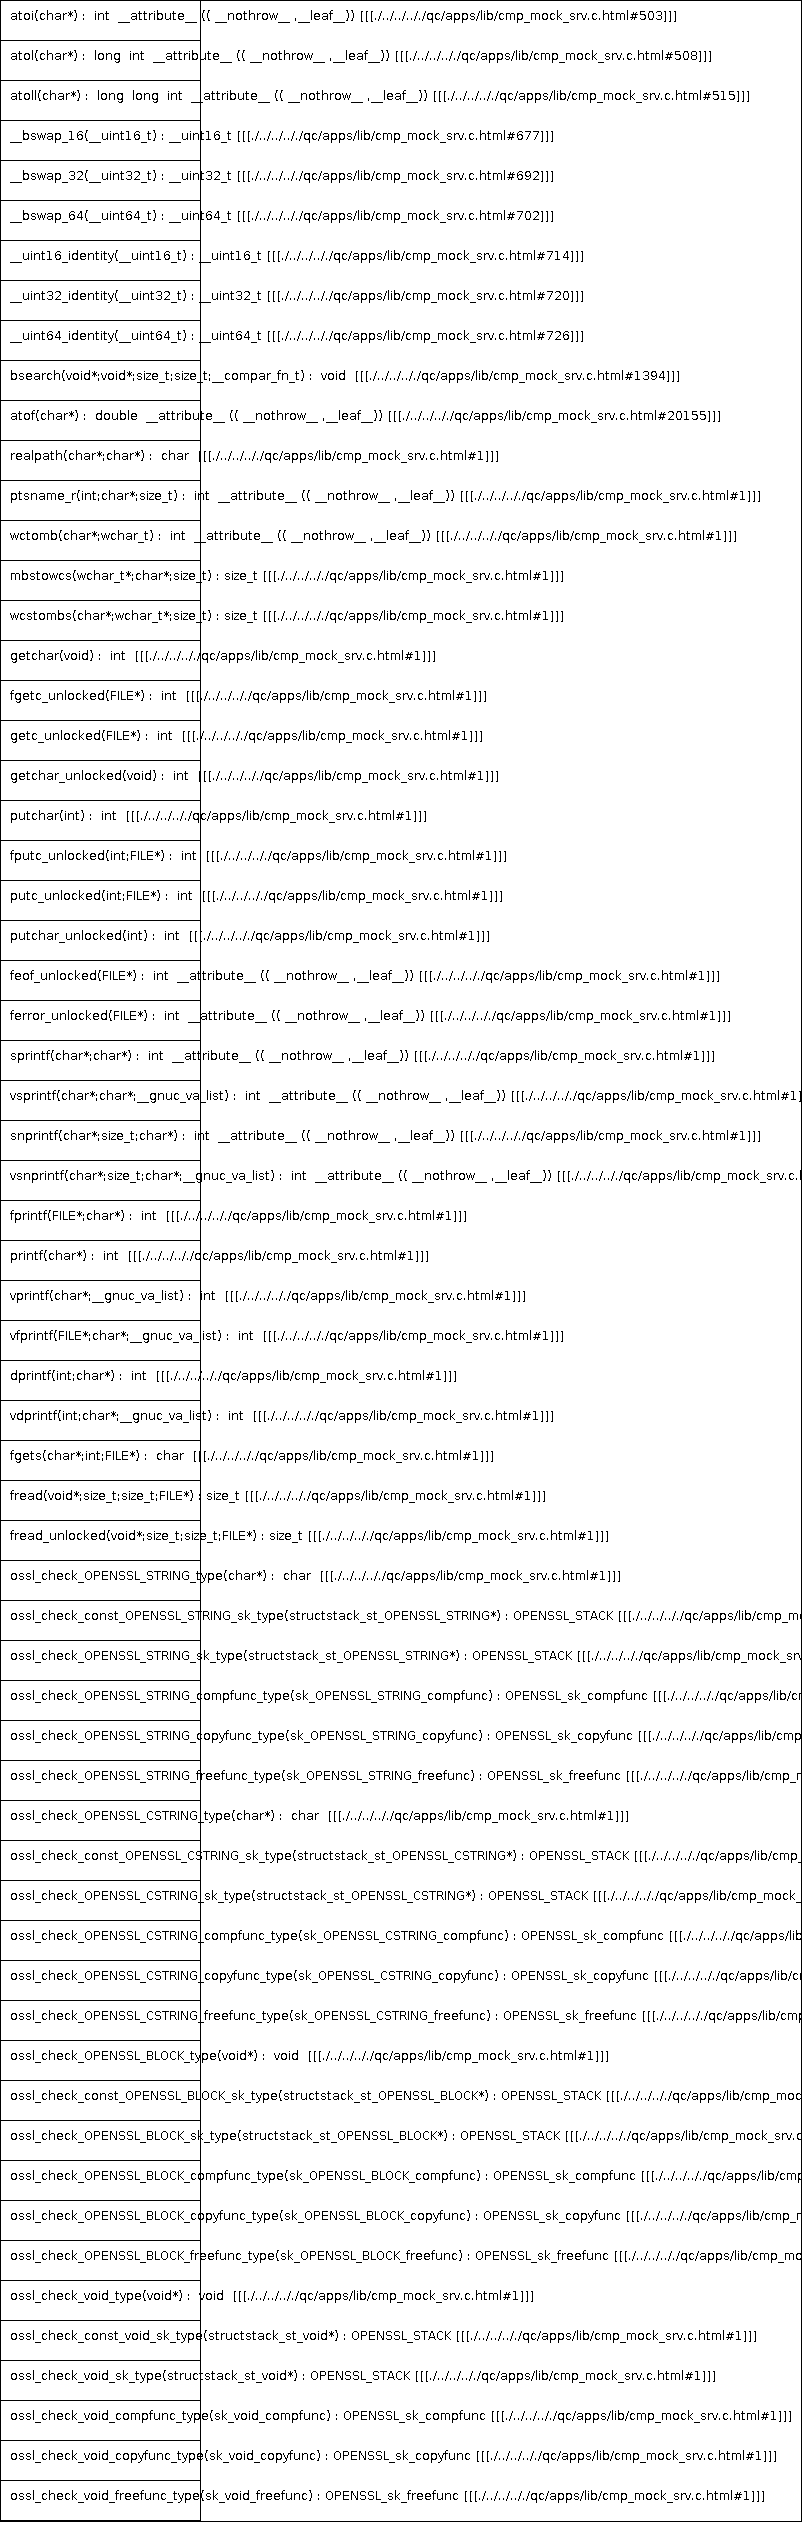 atoi(char*) :  int  __attribute__ (( __nothrow__ ,__leaf__)) [[[./../../../../qc/apps/lib/cmp_mock_srv.c.html#503]]]
atol(char*) :  long  int  __attribute__ (( __nothrow__ ,__leaf__)) [[[./../../../../qc/apps/lib/cmp_mock_srv.c.html#508]]]
atoll(char*) :  long  long  int  __attribute__ (( __nothrow__ ,__leaf__)) [[[./../../../../qc/apps/lib/cmp_mock_srv.c.html#515]]]
__bswap_16(__uint16_t) : __uint16_t [[[./../../../../qc/apps/lib/cmp_mock_srv.c.html#677]]]
__bswap_32(__uint32_t) : __uint32_t [[[./../../../../qc/apps/lib/cmp_mock_srv.c.html#692]]]
__bswap_64(__uint64_t) : __uint64_t [[[./../../../../qc/apps/lib/cmp_mock_srv.c.html#702]]]
__uint16_identity(__uint16_t) : __uint16_t [[[./../../../../qc/apps/lib/cmp_mock_srv.c.html#714]]]
__uint32_identity(__uint32_t) : __uint32_t [[[./../../../../qc/apps/lib/cmp_mock_srv.c.html#720]]]
__uint64_identity(__uint64_t) : __uint64_t [[[./../../../../qc/apps/lib/cmp_mock_srv.c.html#726]]]
bsearch(void*;void*;size_t;size_t;__compar_fn_t) :  void  [[[./../../../../qc/apps/lib/cmp_mock_srv.c.html#1394]]]
atof(char*) :  double  __attribute__ (( __nothrow__ ,__leaf__)) [[[./../../../../qc/apps/lib/cmp_mock_srv.c.html#20155]]]
realpath(char*;char*) :  char  [[[./../../../../qc/apps/lib/cmp_mock_srv.c.html#1]]]
ptsname_r(int;char*;size_t) :  int  __attribute__ (( __nothrow__ ,__leaf__)) [[[./../../../../qc/apps/lib/cmp_mock_srv.c.html#1]]]
wctomb(char*;wchar_t) :  int  __attribute__ (( __nothrow__ ,__leaf__)) [[[./../../../../qc/apps/lib/cmp_mock_srv.c.html#1]]]
mbstowcs(wchar_t*;char*;size_t) : size_t [[[./../../../../qc/apps/lib/cmp_mock_srv.c.html#1]]]
wcstombs(char*;wchar_t*;size_t) : size_t [[[./../../../../qc/apps/lib/cmp_mock_srv.c.html#1]]]
getchar(void) :  int  [[[./../../../../qc/apps/lib/cmp_mock_srv.c.html#1]]]
fgetc_unlocked(FILE*) :  int  [[[./../../../../qc/apps/lib/cmp_mock_srv.c.html#1]]]
getc_unlocked(FILE*) :  int  [[[./../../../../qc/apps/lib/cmp_mock_srv.c.html#1]]]
getchar_unlocked(void) :  int  [[[./../../../../qc/apps/lib/cmp_mock_srv.c.html#1]]]
putchar(int) :  int  [[[./../../../../qc/apps/lib/cmp_mock_srv.c.html#1]]]
fputc_unlocked(int;FILE*) :  int  [[[./../../../../qc/apps/lib/cmp_mock_srv.c.html#1]]]
putc_unlocked(int;FILE*) :  int  [[[./../../../../qc/apps/lib/cmp_mock_srv.c.html#1]]]
putchar_unlocked(int) :  int  [[[./../../../../qc/apps/lib/cmp_mock_srv.c.html#1]]]
feof_unlocked(FILE*) :  int  __attribute__ (( __nothrow__ ,__leaf__)) [[[./../../../../qc/apps/lib/cmp_mock_srv.c.html#1]]]
ferror_unlocked(FILE*) :  int  __attribute__ (( __nothrow__ ,__leaf__)) [[[./../../../../qc/apps/lib/cmp_mock_srv.c.html#1]]]
sprintf(char*;char*) :  int  __attribute__ (( __nothrow__ ,__leaf__)) [[[./../../../../qc/apps/lib/cmp_mock_srv.c.html#1]]]
vsprintf(char*;char*;__gnuc_va_list) :  int  __attribute__ (( __nothrow__ ,__leaf__)) [[[./../../../../qc/apps/lib/cmp_mock_srv.c.html#1]
snprintf(char*;size_t;char*) :  int  __attribute__ (( __nothrow__ ,__leaf__)) [[[./../../../../qc/apps/lib/cmp_mock_srv.c.html#1]]]
vsnprintf(char*;size_t;char*;__gnuc_va_list) :  int  __attribute__ (( __nothrow__ ,__leaf__)) [[[./../../../../qc/apps/lib/cmp_mock_srv.c.
fprintf(FILE*;char*) :  int  [[[./../../../../qc/apps/lib/cmp_mock_srv.c.html#1]]]
printf(char*) :  int  [[[./../../../../qc/apps/lib/cmp_mock_srv.c.html#1]]]
vprintf(char*;__gnuc_va_list) :  int  [[[./../../../../qc/apps/lib/cmp_mock_srv.c.html#1]]]
vfprintf(FILE*;char*;__gnuc_va_list) :  int  [[[./../../../../qc/apps/lib/cmp_mock_srv.c.html#1]]]
dprintf(int;char*) :  int  [[[./../../../../qc/apps/lib/cmp_mock_srv.c.html#1]]]
vdprintf(int;char*;__gnuc_va_list) :  int  [[[./../../../../qc/apps/lib/cmp_mock_srv.c.html#1]]]
fgets(char*;int;FILE*) :  char  [[[./../../../../qc/apps/lib/cmp_mock_srv.c.html#1]]]
fread(void*;size_t;size_t;FILE*) : size_t [[[./../../../../qc/apps/lib/cmp_mock_srv.c.html#1]]]
fread_unlocked(void*;size_t;size_t;FILE*) : size_t [[[./../../../../qc/apps/lib/cmp_mock_srv.c.html#1]]]
ossl_check_OPENSSL_STRING_type(char*) :  char  [[[./../../../../qc/apps/lib/cmp_mock_srv.c.html#1]]]
ossl_check_const_OPENSSL_STRING_sk_type(structstack_st_OPENSSL_STRING*) : OPENSSL_STACK [[[./../../../../qc/apps/lib/cmp_m
ossl_check_OPENSSL_STRING_sk_type(structstack_st_OPENSSL_STRING*) : OPENSSL_STACK [[[./../../../../qc/apps/lib/cmp_mock_srv
ossl_check_OPENSSL_STRING_compfunc_type(sk_OPENSSL_STRING_compfunc) : OPENSSL_sk_compfunc [[[./../../../../qc/apps/lib/c
ossl_check_OPENSSL_STRING_copyfunc_type(sk_OPENSSL_STRING_copyfunc) : OPENSSL_sk_copyfunc [[[./../../../../qc/apps/lib/cmp
ossl_check_OPENSSL_STRING_freefunc_type(sk_OPENSSL_STRING_freefunc) : OPENSSL_sk_freefunc [[[./../../../../qc/apps/lib/cmp_
ossl_check_OPENSSL_CSTRING_type(char*) :  char  [[[./../../../../qc/apps/lib/cmp_mock_srv.c.html#1]]]
ossl_check_const_OPENSSL_CSTRING_sk_type(structstack_st_OPENSSL_CSTRING*) : OPENSSL_STACK [[[./../../../../qc/apps/lib/cmp_
ossl_check_OPENSSL_CSTRING_sk_type(structstack_st_OPENSSL_CSTRING*) : OPENSSL_STACK [[[./../../../../qc/apps/lib/cmp_mock_
ossl_check_OPENSSL_CSTRING_compfunc_type(sk_OPENSSL_CSTRING_compfunc) : OPENSSL_sk_compfunc [[[./../../../../qc/apps/lib
ossl_check_OPENSSL_CSTRING_copyfunc_type(sk_OPENSSL_CSTRING_copyfunc) : OPENSSL_sk_copyfunc [[[./../../../../qc/apps/lib/c
ossl_check_OPENSSL_CSTRING_freefunc_type(sk_OPENSSL_CSTRING_freefunc) : OPENSSL_sk_freefunc [[[./../../../../qc/apps/lib/cmp
ossl_check_OPENSSL_BLOCK_type(void*) :  void  [[[./../../../../qc/apps/lib/cmp_mock_srv.c.html#1]]]
ossl_check_const_OPENSSL_BLOCK_sk_type(structstack_st_OPENSSL_BLOCK*) : OPENSSL_STACK [[[./../../../../qc/apps/lib/cmp_moc
ossl_check_OPENSSL_BLOCK_sk_type(structstack_st_OPENSSL_BLOCK*) : OPENSSL_STACK [[[./../../../../qc/apps/lib/cmp_mock_srv.c
ossl_check_OPENSSL_BLOCK_compfunc_type(sk_OPENSSL_BLOCK_compfunc) : OPENSSL_sk_compfunc [[[./../../../../qc/apps/lib/cmp
ossl_check_OPENSSL_BLOCK_copyfunc_type(sk_OPENSSL_BLOCK_copyfunc) : OPENSSL_sk_copyfunc [[[./../../../../qc/apps/lib/cmp_
ossl_check_OPENSSL_BLOCK_freefunc_type(sk_OPENSSL_BLOCK_freefunc) : OPENSSL_sk_freefunc [[[./../../../../qc/apps/lib/cmp_mo
ossl_check_void_type(void*) :  void  [[[./../../../../qc/apps/lib/cmp_mock_srv.c.html#1]]]
ossl_check_const_void_sk_type(structstack_st_void*) : OPENSSL_STACK [[[./../../../../qc/apps/lib/cmp_mock_srv.c.html#1]]]
ossl_check_void_sk_type(structstack_st_void*) : OPENSSL_STACK [[[./../../../../qc/apps/lib/cmp_mock_srv.c.html#1]]]
ossl_check_void_compfunc_type(sk_void_compfunc) : OPENSSL_sk_compfunc [[[./../../../../qc/apps/lib/cmp_mock_srv.c.html#1]]]
ossl_check_void_copyfunc_type(sk_void_copyfunc) : OPENSSL_sk_copyfunc [[[./../../../../qc/apps/lib/cmp_mock_srv.c.html#1]]]
ossl_check_void_freefunc_type(sk_void_freefunc) : OPENSSL_sk_freefunc [[[./../../../../qc/apps/lib/cmp_mock_srv.c.html#1]]]